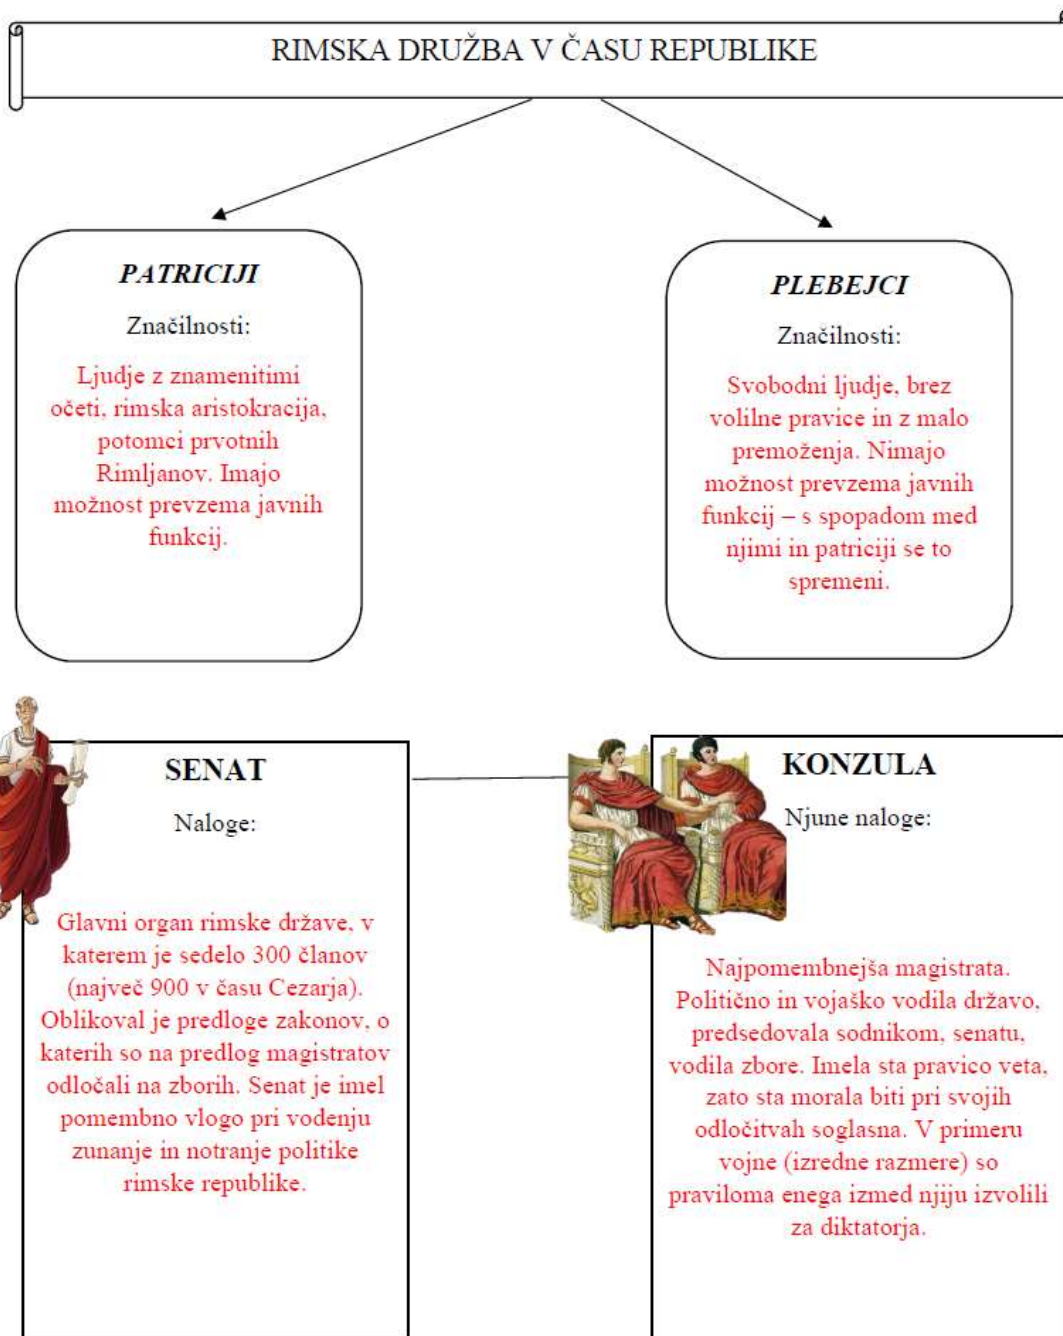 RIMSKA DRUŽBA V ČASU REPUBLIKE
PATRICIJI
Značilnosti:
Ljudje z znamenitimi
očeti, rimska aristokracija,
potomci prvotnih
Rimljanov. Imajo
možnost prevzema javnih
funkcij.
PLEBEJCI
Značilnosti:
Svobodni ljudje, brez
volilne pravice in z malo
premoženja. Nimajo
možnost prevzema javnih
funkcij – s spopadom med
njimi in patriciji se to
spremeni.
SENAT
Naloge:
Glavni organ rimske države, v
katerem je sedelo 300 članov
(največ 900 v času Cezarja).
Oblikoval je predloge zakonov, o
katerih so na predlog magistratov
odločali na zborih. Senat je imel
pomembno vlogo pri vodenju
zunanje in notranje politike
rimske republike.
KONZULA
Njune naloge:
Najpomembnejša magistrata.
Politično in vojaško vodila državo,
predsedovala sodnikom, senatu,
vodila zbore. Imela sta pravico veta,
zato sta morala biti pri svojih
odločitvah soglasna. V primeru
vojne (izredne razmere) so
praviloma enega izmed njiju izvolili
za diktatorja.